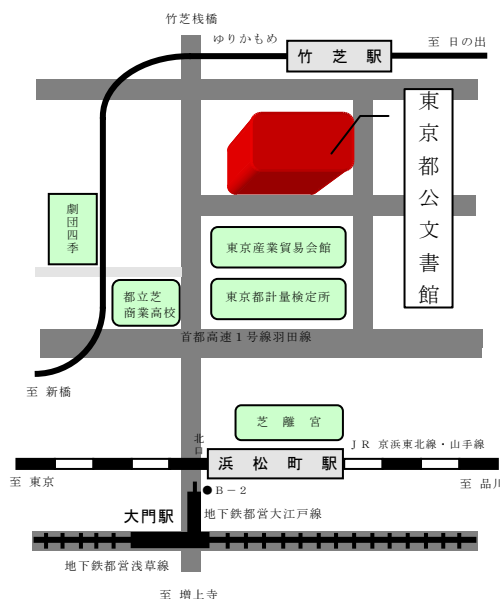 竹芝桟橋
ゆりかもめ
竹芝駅
至 日の出
東京都公文書館
劇団四季
東京産業貿易会館
東京都計量検定所
都立芝
商業高校
首都高速1号線羽田線
至 新橋
芝離宮
北口
JR 京浜東北線・山手線
浜松町駅
至 東京
至 品川
●B-2
大門駅
地下鉄都営大江戸線
地下鉄都営浅草線
至 増上寺